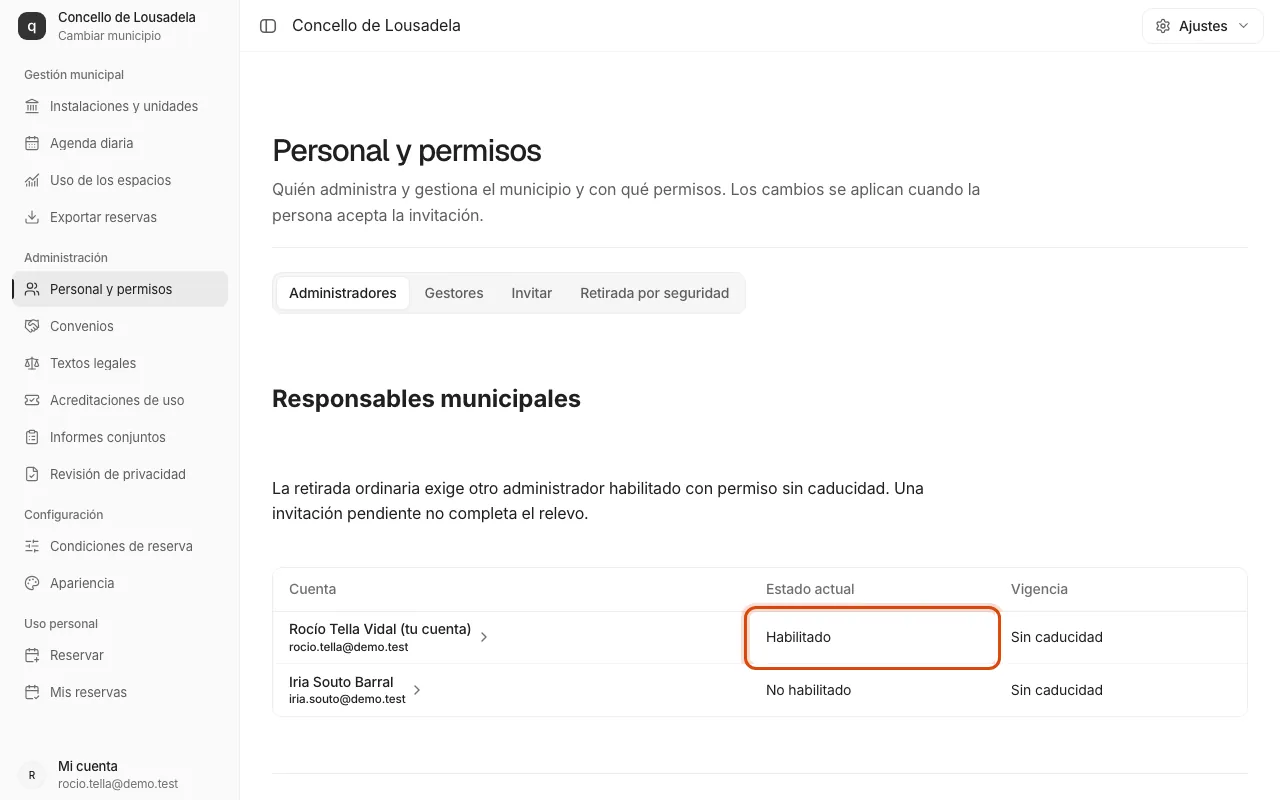 q
Concello de Lousadela
Cambiar municipio
Gestión municipal
Instalaciones y unidades
Agenda diaria
Uso de los espacios
Exportar reservas
Administración
Personal y permisos
Convenios
Textos legales
Acreditaciones de uso
Informes conjuntos
Revisión de privacidad
Configuración
Condiciones de reserva
Apariencia
Uso personal
Reservar
Mis reservas
R
Mi cuenta
rocio.tella@demo.test
Concello de Lousadela
Ajustes
Personal y permisos
Quién administra y gestiona el municipio y con qué permisos. Los cambios se aplican cuando la
persona acepta la invitación.
Administradores Gestores Invitar Retirada por seguridad
Responsables municipales
La retirada ordinaria exige otro administrador habilitado con permiso sin caducidad. Una
invitación pendiente no completa el relevo.
Cuenta Estado actual Vigencia
Rocío Tella Vidal (tu cuenta)
rocio.tella@demo.test
Habilitado Sin caducidad
Iria Souto Barral
iria.souto@demo.test
No habilitado Sin caducidad